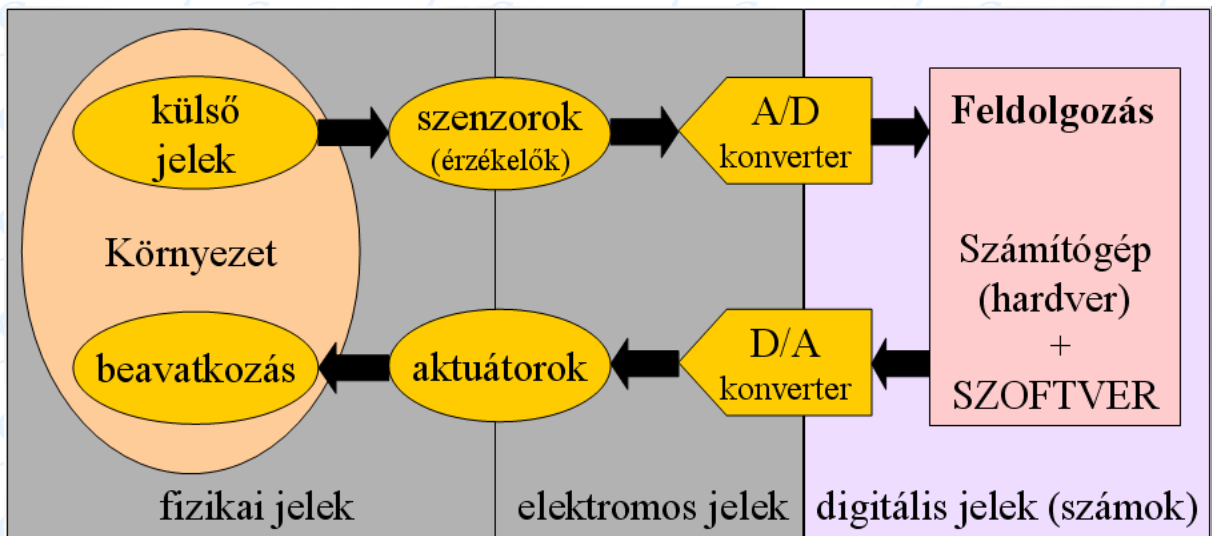 külső
jelek
szenzorok
(érzékelők)
A/D
konverter
Feldolgozás
Környezet
Számítógép
(hardver)
+
SZOFTVER
beavatkozás
aktuátorok
D/A
konverter
fizikai jelek
elektromos jelek
digitális jelek (számok)